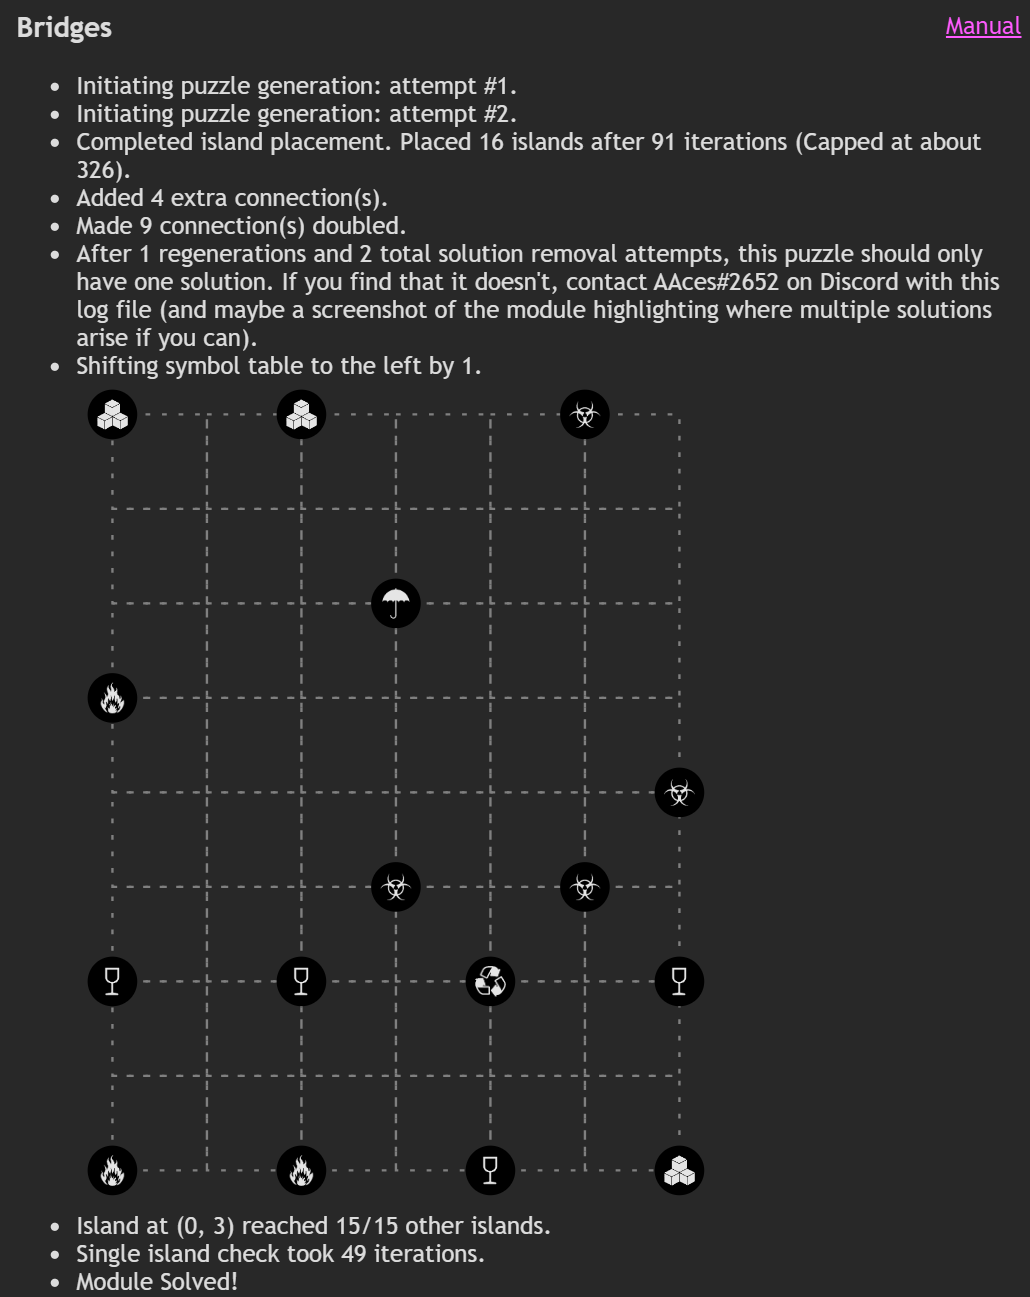 Bridges
Manual
Initiating puzzle generation: attempt #1.
Initiating puzzle generation: attempt #2.
Completed island placement. Placed 16 islands after 91 iterations (Capped at about
326).
Added 4 extra connection(s).
Made 9 connection(s) doubled.
After 1 regenerations and 2 total solution removal attempts, this puzzle should only
have one solution. If you find that it doesn't, contact AAces#2652 on Discord with this
log file (and maybe a screenshot of the module highlighting where multiple solutions
arise if you can).
Shifting symbol table to the left by 1.
Island at (0, 3) reached 15/15 other islands.
Single island check took 49 iterations.
Module Solved!